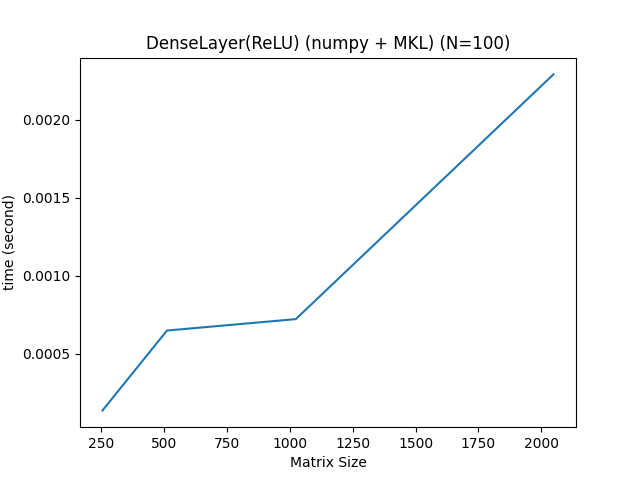 DenseLayer(ReLU) (numpy + MKL) (N=100)
0.0020
0.0015
0.0010
0.0005
time (second)
250 500 750 1000 1250 1500 1750 2000
Matrix Size